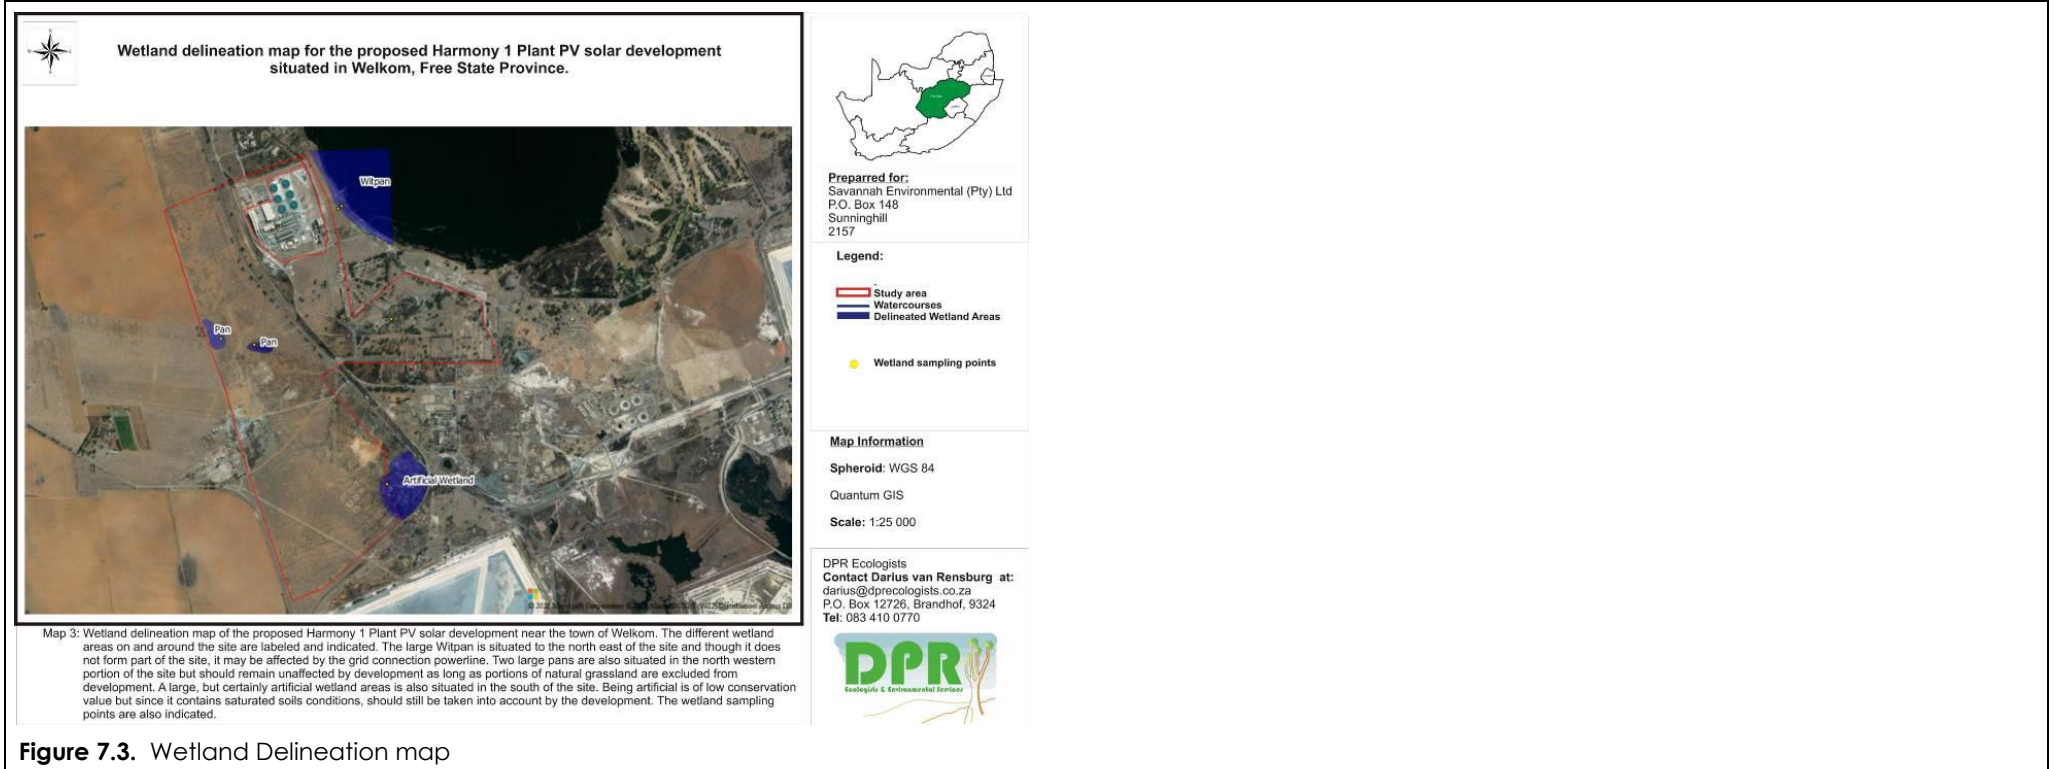 Wetland delineation map for the proposed Harmony 1 Plant PV solar development
situated in Welkom, Free State Province.
Witpan
Pan
Pan
Artificial Wetland
Map 3: Wetland delineation map of the proposed Harmony 1 Plant PV solar development near the town of Welkom. The different wetland
areas on and around the site are labeled and indicated. The large Witpan is situated to the north east of the site and though it does
not form part of the site, it may be affected by the grid connection powerline. Two large pans are also situated in the north western
portion of the site but should remain unaffected by development as long as portions of natural grassland are excluded from
development. A large, but certainly artificial wetland areas is also situated in the south of the site. Being artificial is of low conservation
value but since it contains saturated soils conditions, should still be taken into account by the development. The wetland sampling
points are also indicated.
Preparred for:
Savannah Environmental (Pty) Ltd
P.O. Box 148
Sunninghill
2157
Legend:
Study area
Watercourses
Delineated Wetland Areas
Wetland sampling points
Map Information
Spheroid: WGS 84
Quantum GIS
Scale: 1:25 000
DPR Ecologists
Contact Darius van Rensburg at:
darius@dprecologists.co.za
P.O. Box 12726, Brandhof, 9324
Tel: 083 410 0770
DPR
Ecologists & Environmental Services
Figure 7.3. Wetland Delineation map